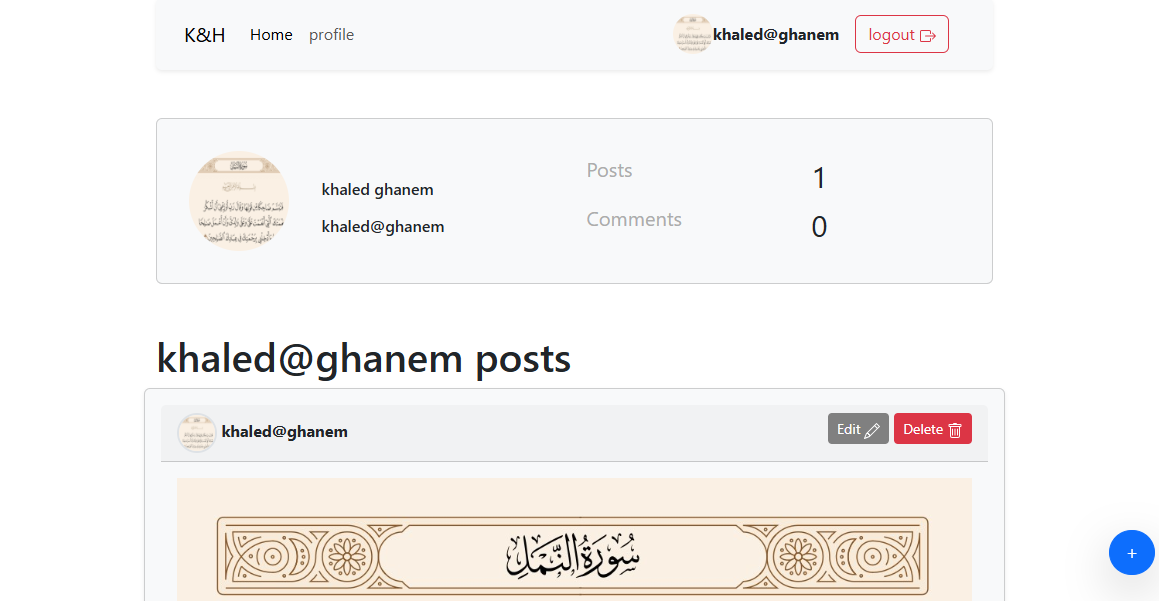 K&H Home profile khaled@ghanem logout
khaled ghanem
khaled@ghanem
Posts 1
Comments 0
khaled@ghanem posts
khaled@ghanem Edit Delete
سُورَةُ النَّمْلِ
+